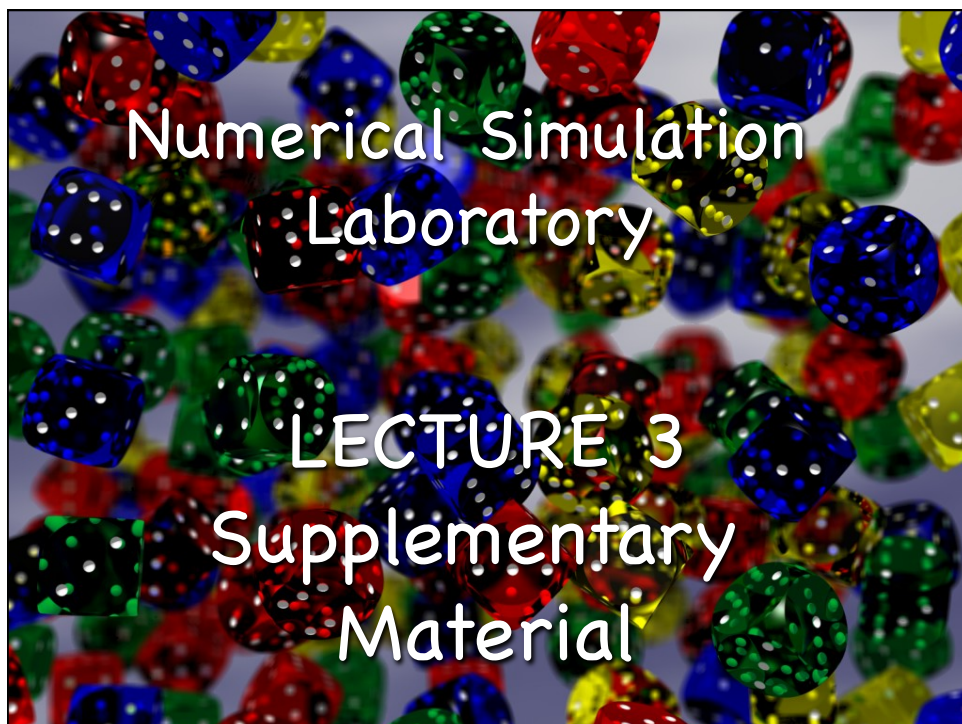 Numerical Simulation
Laboratory
LECTURE 3
Supplementary
Material